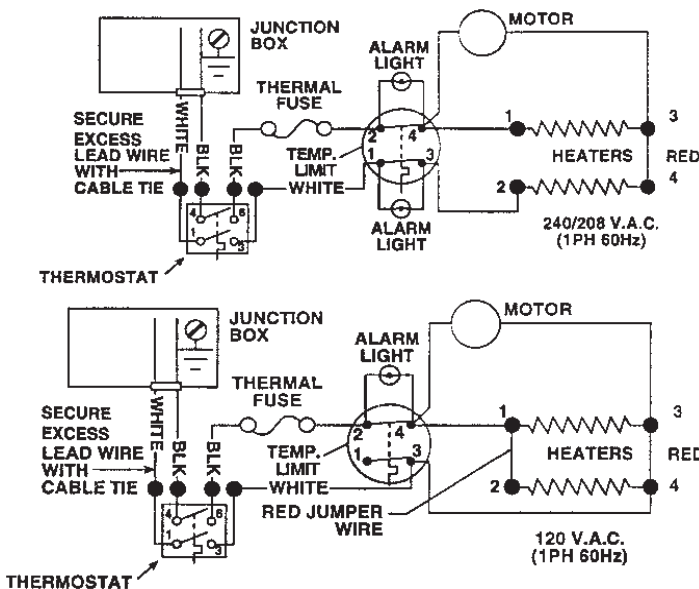 JUNCTION
BOX
MOTOR
ALARM
LIGHT
THERMAL
FUSE
SECURE
EXCESS
LEAD WIRE
WITH
CABLE TIE
WHITE
BLK
BLK
TEMP.
LIMIT
WHITE
2
4
1
3
1
3
HEATERS
RED
2
4
ALARM
LIGHT
240/208 V.A.C.
(1PH 60Hz)
4
6
1
3
THERMOSTAT
JUNCTION
BOX
MOTOR
ALARM
LIGHT
THERMAL
FUSE
SECURE
EXCESS
LEAD WIRE
WITH
CABLE TIE
WHITE
BLK
BLK
TEMP.
LIMIT
WHITE
2
4
1
3
1
3
HEATERS
RED
2
4
RED JUMPER
WIRE
120 V.A.C.
(1PH 60Hz)
4
6
1
3
THERMOSTAT